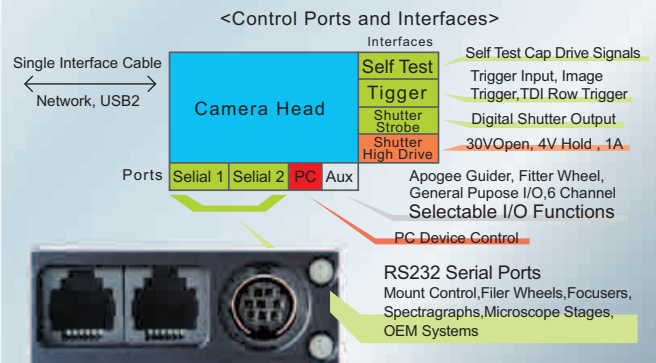 <Control Ports and Interfaces>
Interfaces
Single Interface Cable
Network, USB2
Camera Head
Self Test
Tigger
Shutter
Strobe
Shutter
High Drive
Self Test Cap Drive Signals
Trigger Input, Image
Trigger,TDI Row Trigger
Digital Shutter Output
30VOpen, 4V Hold , 1A
Ports
Selial 1
Selial 2
PC
Aux
Apogee Guider, Fitter Wheel,
General Pupose I/O,6 Channel
Selectable I/O Functions
PC Device Control
RS232 Serial Ports
Mount Control,Filer Wheels,Focusers,
Spectragraphs,Microscope Stages,
OEM Systems